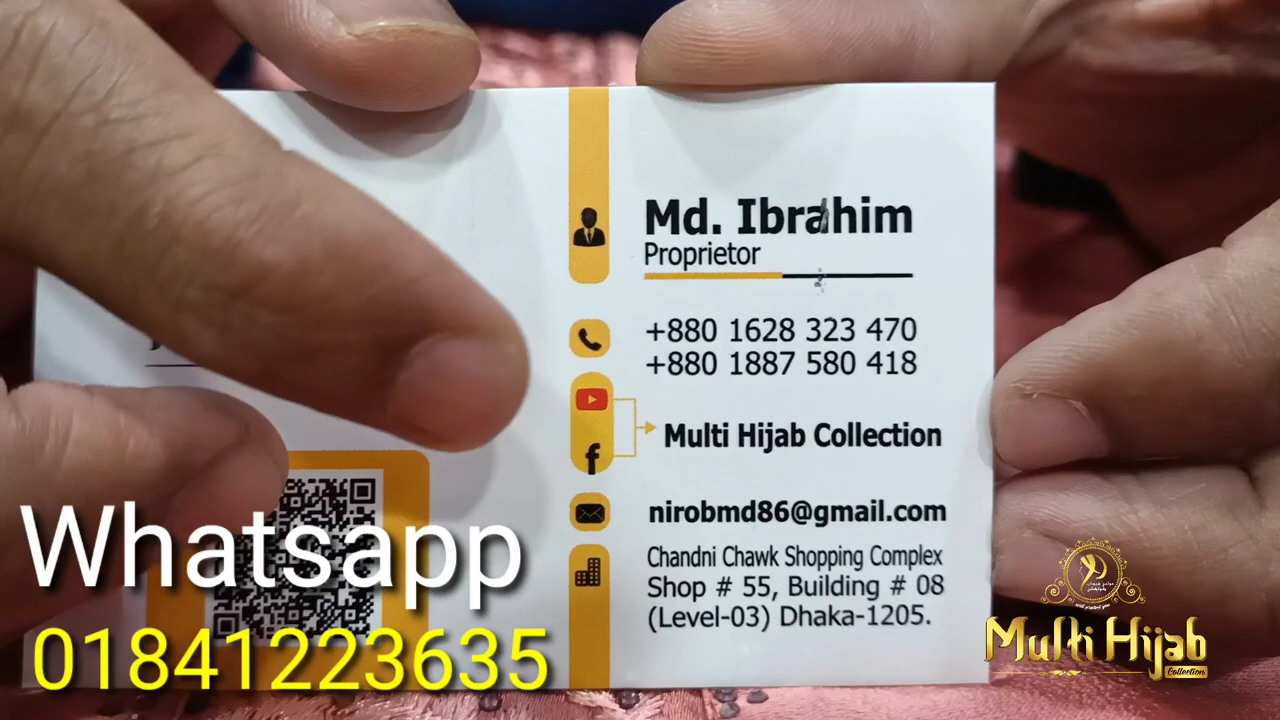 Md. Ibrahim
Proprietor
+880 1628 323 470
+880 1887 580 418
Multi Hijab Collection
nirobmd86@gmail.com
Chandni Chawk Shopping Complex
Shop # 55, Building # 08
(Level-03) Dhaka-1205.
Whatsapp
01841223635
Multi Hijab
Collection